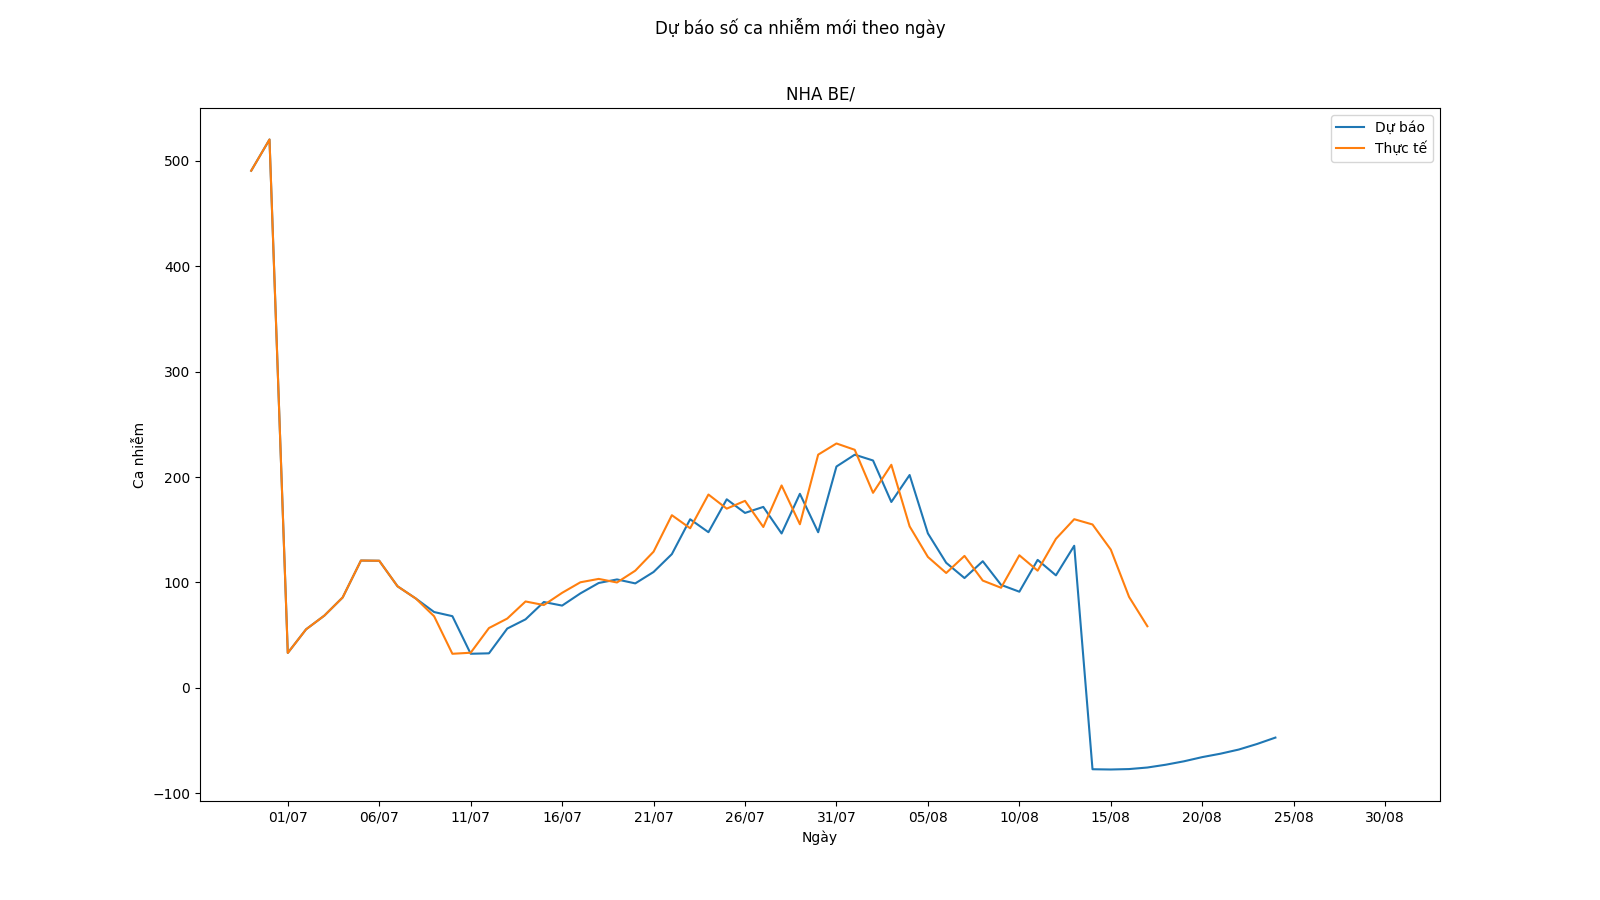 Dự báo số ca nhiễm mới theo ngày
NHA BE/
Dự báo
Thực tế
500
400
300
200
100
0
−100
Ca nhiễm
01/07 06/07 11/07 16/07 21/07 26/07 31/07 05/08 10/08 15/08 20/08 25/08 30/08
Ngày